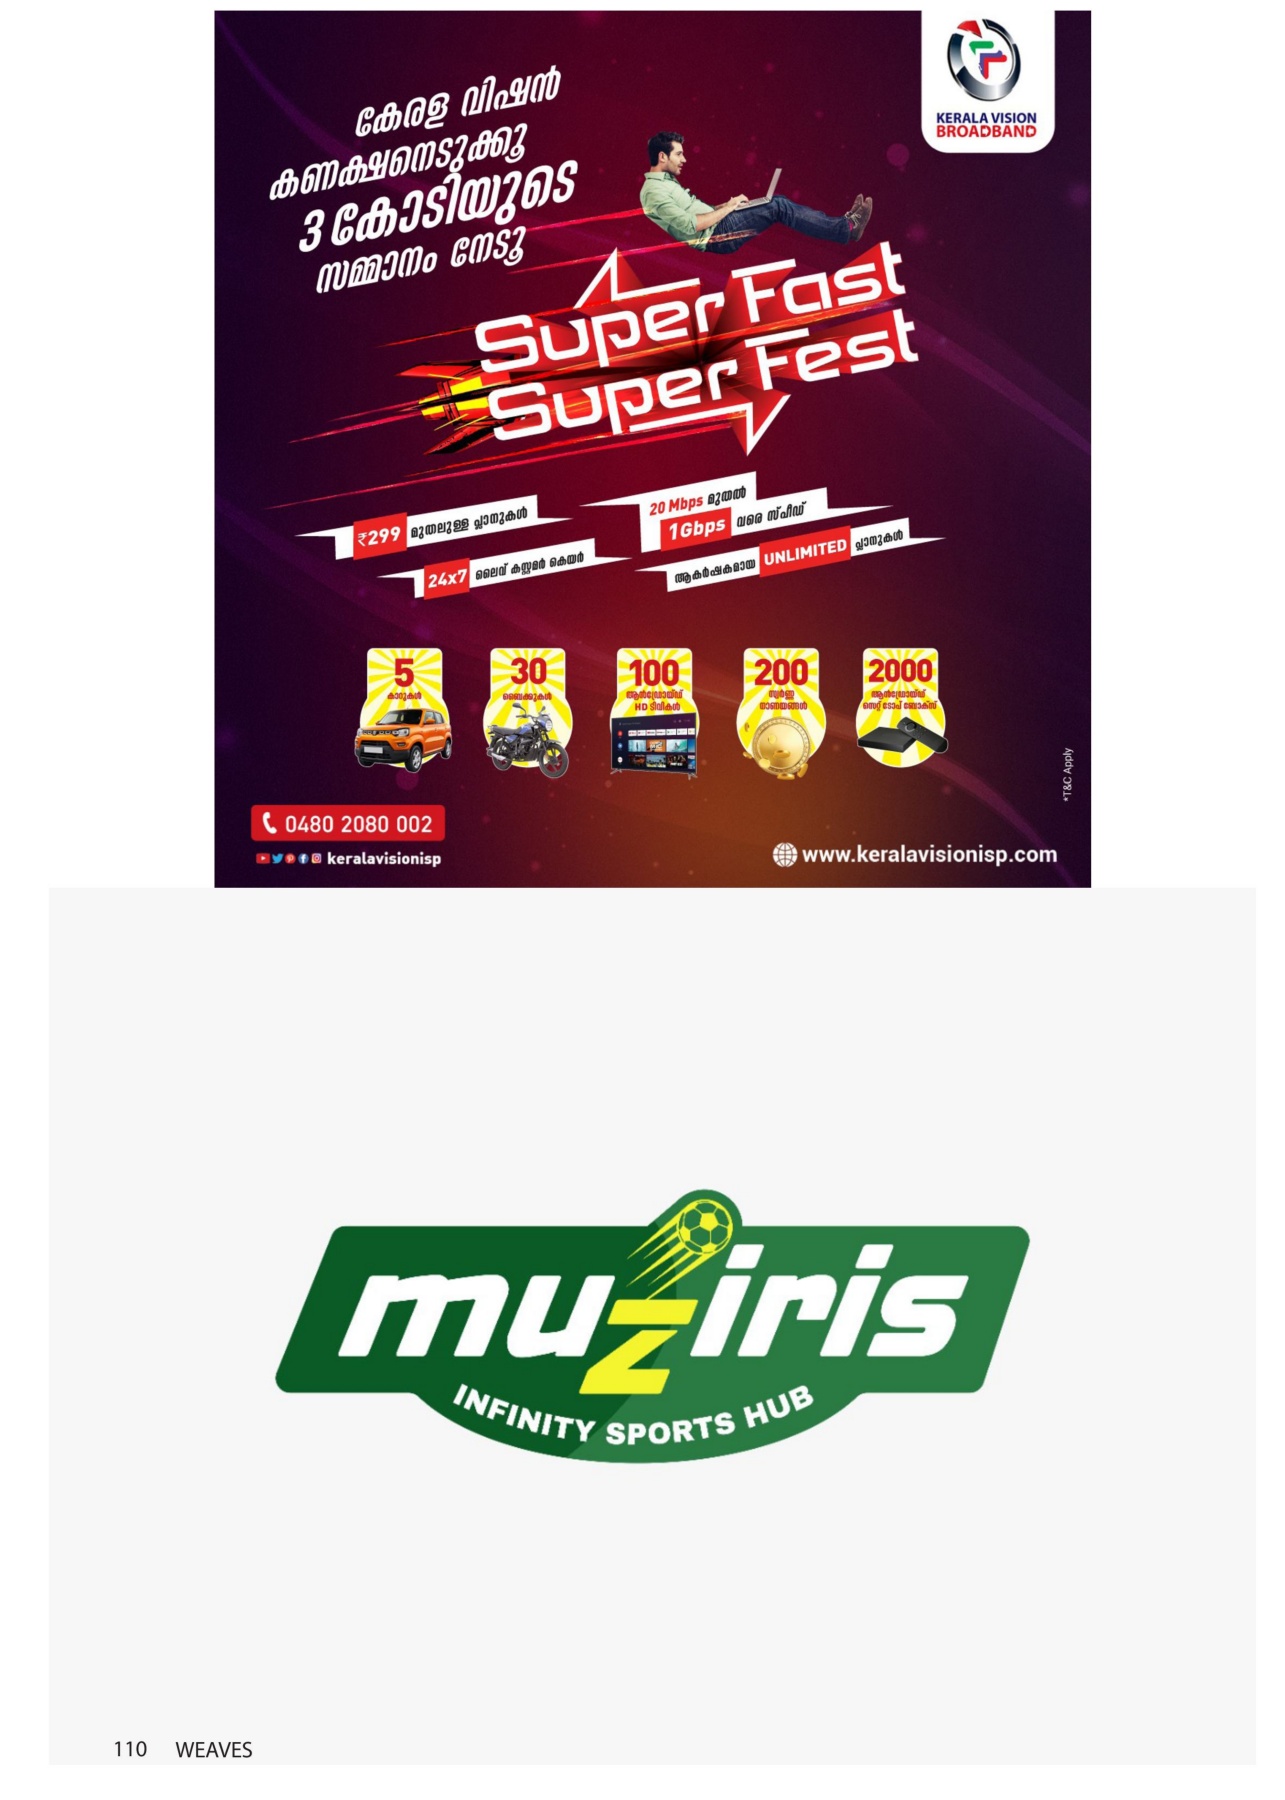 KERALA VISION
BROADBAND
കേരള വിഷൻ
കണക്ഷനെടുക്കൂ
3 കോടിയുടെ
സമ്മാനം നേടൂ
Super Fast
Super Fest
₹299 മുതലുള്ള പ്ലാനുകൾ
20 Mbps മുതൽ
1Gbps വരെ സ്പീഡ്
24x7 ലൈവ് കസ്റ്റമർ കെയർ
ആകർഷകമായ UNLIMITED പ്ലാനുകൾ
5
കാറുകൾ
30
ബൈക്കുകൾ
100
ആൻഡ്രോയ്ഡ്
HD ടിവികൾ
200
സ്വർണ്ണ
നാണയങ്ങൾ
2000
ആൻഡ്രോയ്ഡ്
സെറ്റ് ടോപ് ബോക്സ്
*T&C Apply
0480 2080 002
keralavisionisp
www.keralavisionisp.com
muziris
INFINITY SPORTS HUB
110 WEAVES